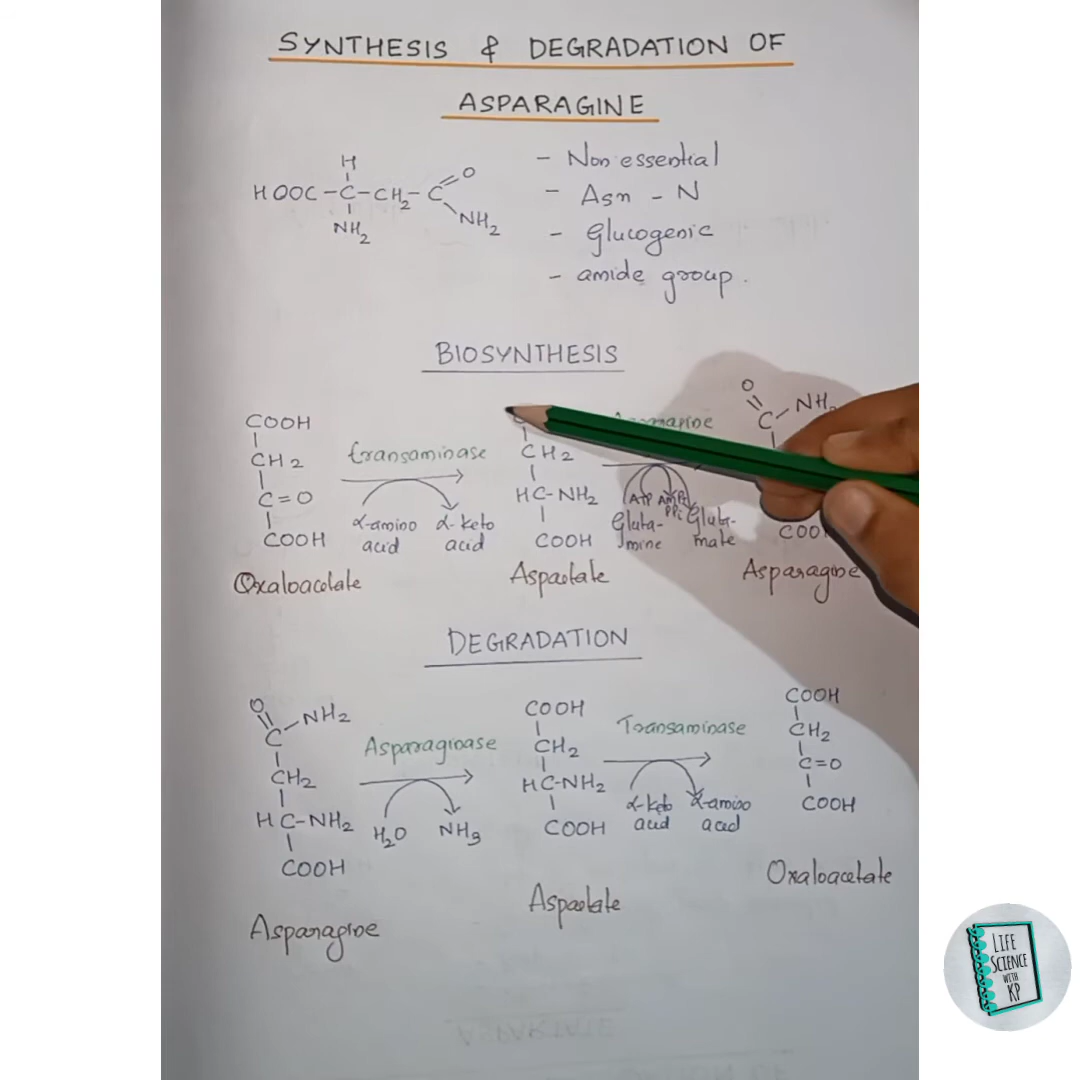 SYNTHESIS & DEGRADATION OF
ASPARAGINE
H
HOOC-C-CH2-C
O
NH2
NH2
- Non essential
- Asn - N
- Glucogenic
- amide group.
BIOSYNTHESIS
COOH
CH2
C=O
COOH
Oxaloacetate
transaminase
α-amino acid
α-keto acid
CH2
HC-NH2
COOH
Aspartate
ATP
AMP+
PPi
Gluta-
mine
Gluta-
mate
O
C
NH2
COOH
Asparagine
DEGRADATION
O
C-NH2
CH2
HC-NH2
COOH
Asparagine
Asparaginase
H2O
NH3
COOH
CH2
HC-NH2
COOH
Aspartate
Transaminase
α-keto acid
α-amino acid
COOH
CH2
C=O
COOH
Oxaloacetate
LIFE
SCIENCE
WITH
KP